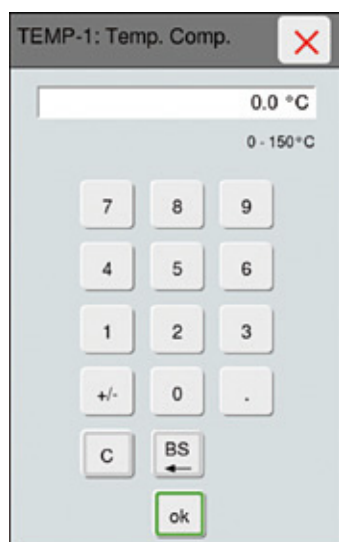 TEMP-1: Temp. Comp.
0.0 °C
0 - 150°C
7 8 9
4 5 6
1 2 3
+/- 0 .
C BS
ok